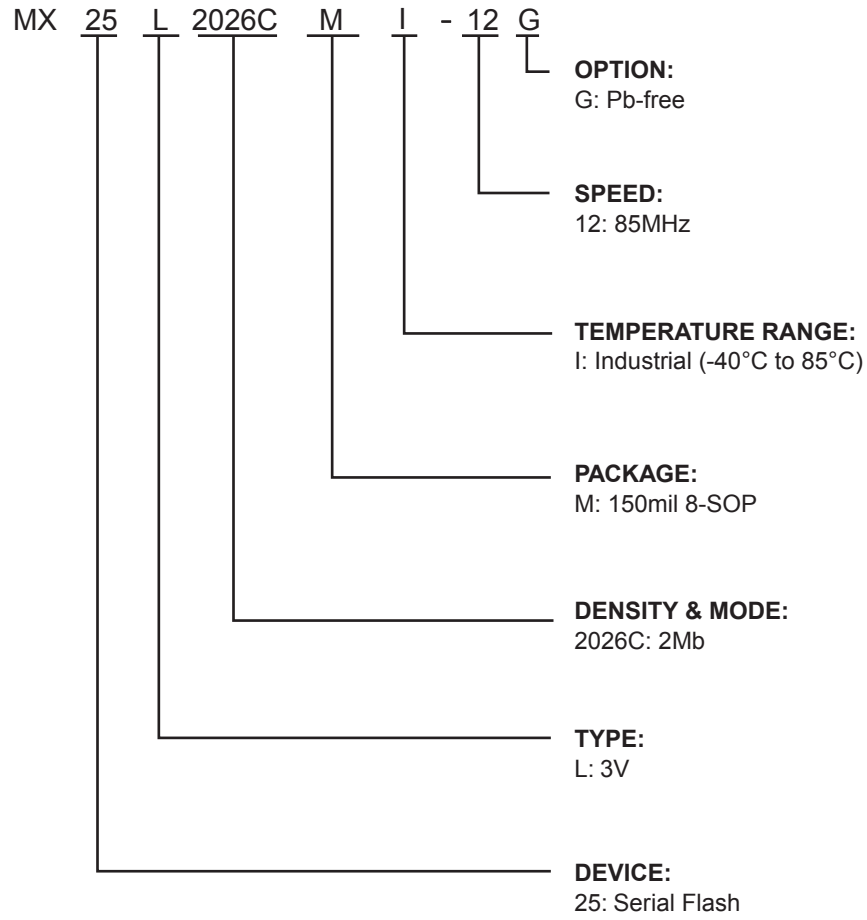 MX 25 L 2026C M I - 12 G
OPTION:
G: Pb-free
SPEED:
12: 85MHz
TEMPERATURE RANGE:
I: Industrial (-40°C to 85°C)
PACKAGE:
M: 150mil 8-SOP
DENSITY & MODE:
2026C: 2Mb
TYPE:
L: 3V
DEVICE:
25: Serial Flash